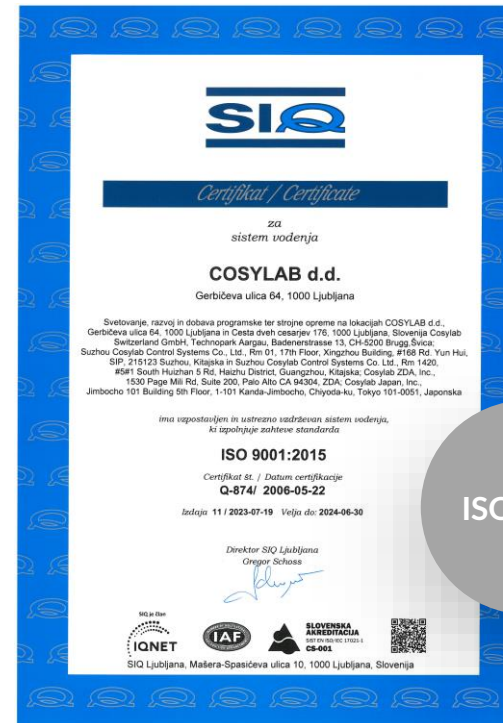 SIQ
Certifikat / Certificate
za
sistem vodenja
COSYLAB d.d.
Gerbičeva ulica 64, 1000 Ljubljana
Svetovanje, razvoj in dobava programske ter strojne opreme na lokacijah COSYLAB d.d.,
Gerbičeva ulica 64, 1000 Ljubljana in Cesta dveh cesarjev 176, 1000 Ljubljana, Slovenija Cosylab
Switzerland GmbH, Technopark Aargau, Badenerstrasse 13, CH-5200 Brugg,Švica;
Suzhou Cosylab Control Systems Co., Ltd., Rm 01, 17th Floor, Xingzhou Building, #168 Rd. Yun Hui,
SIP, 215123 Suzhou, Kitajska in Suzhou Cosylab Control Systems Co. Ltd., Rm 1420,
#5#1 South Huizhan 5 Rd, Haizhu District, Guangzhou, Kitajska; Cosylab ZDA, Inc.,
1530 Page Mill Rd, Suite 200, Palo Alto CA 94304, ZDA; Cosylab Japan, Inc.,
Jimbocho 101 Building 5th Floor, 1-101 Kanda-Jimbocho, Chiyoda-ku, Tokyo 101-0051, Japonska
ima vzpostavljen in ustrezno vzdrževan sistem vodenja,
ki izpolnjuje zahteve standarda
ISO 9001:2015
Certifikat št. / Datum certifikacije
Q-874/ 2006-05-22
Izdaja 11 / 2023-07-19 Velja do: 2024-06-30
ISO
Direktor SIQ Ljubljana
Gregor Schoss
SIQ je član
IQNET
IAF
SLOVENSKA
AKREDITACIJA
SIST EN ISO/IEC 17021-1
CS-001
SIQ Ljubljana, Mašera-Spasićeva ulica 10, 1000 Ljubljana, Slovenija